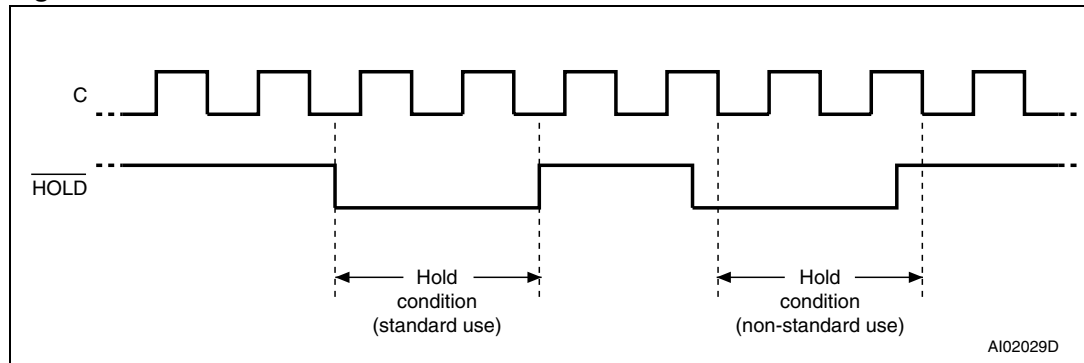 C
HOLD
Hold
condition
(standard use)
Hold
condition
(non-standard use)
AI02029D